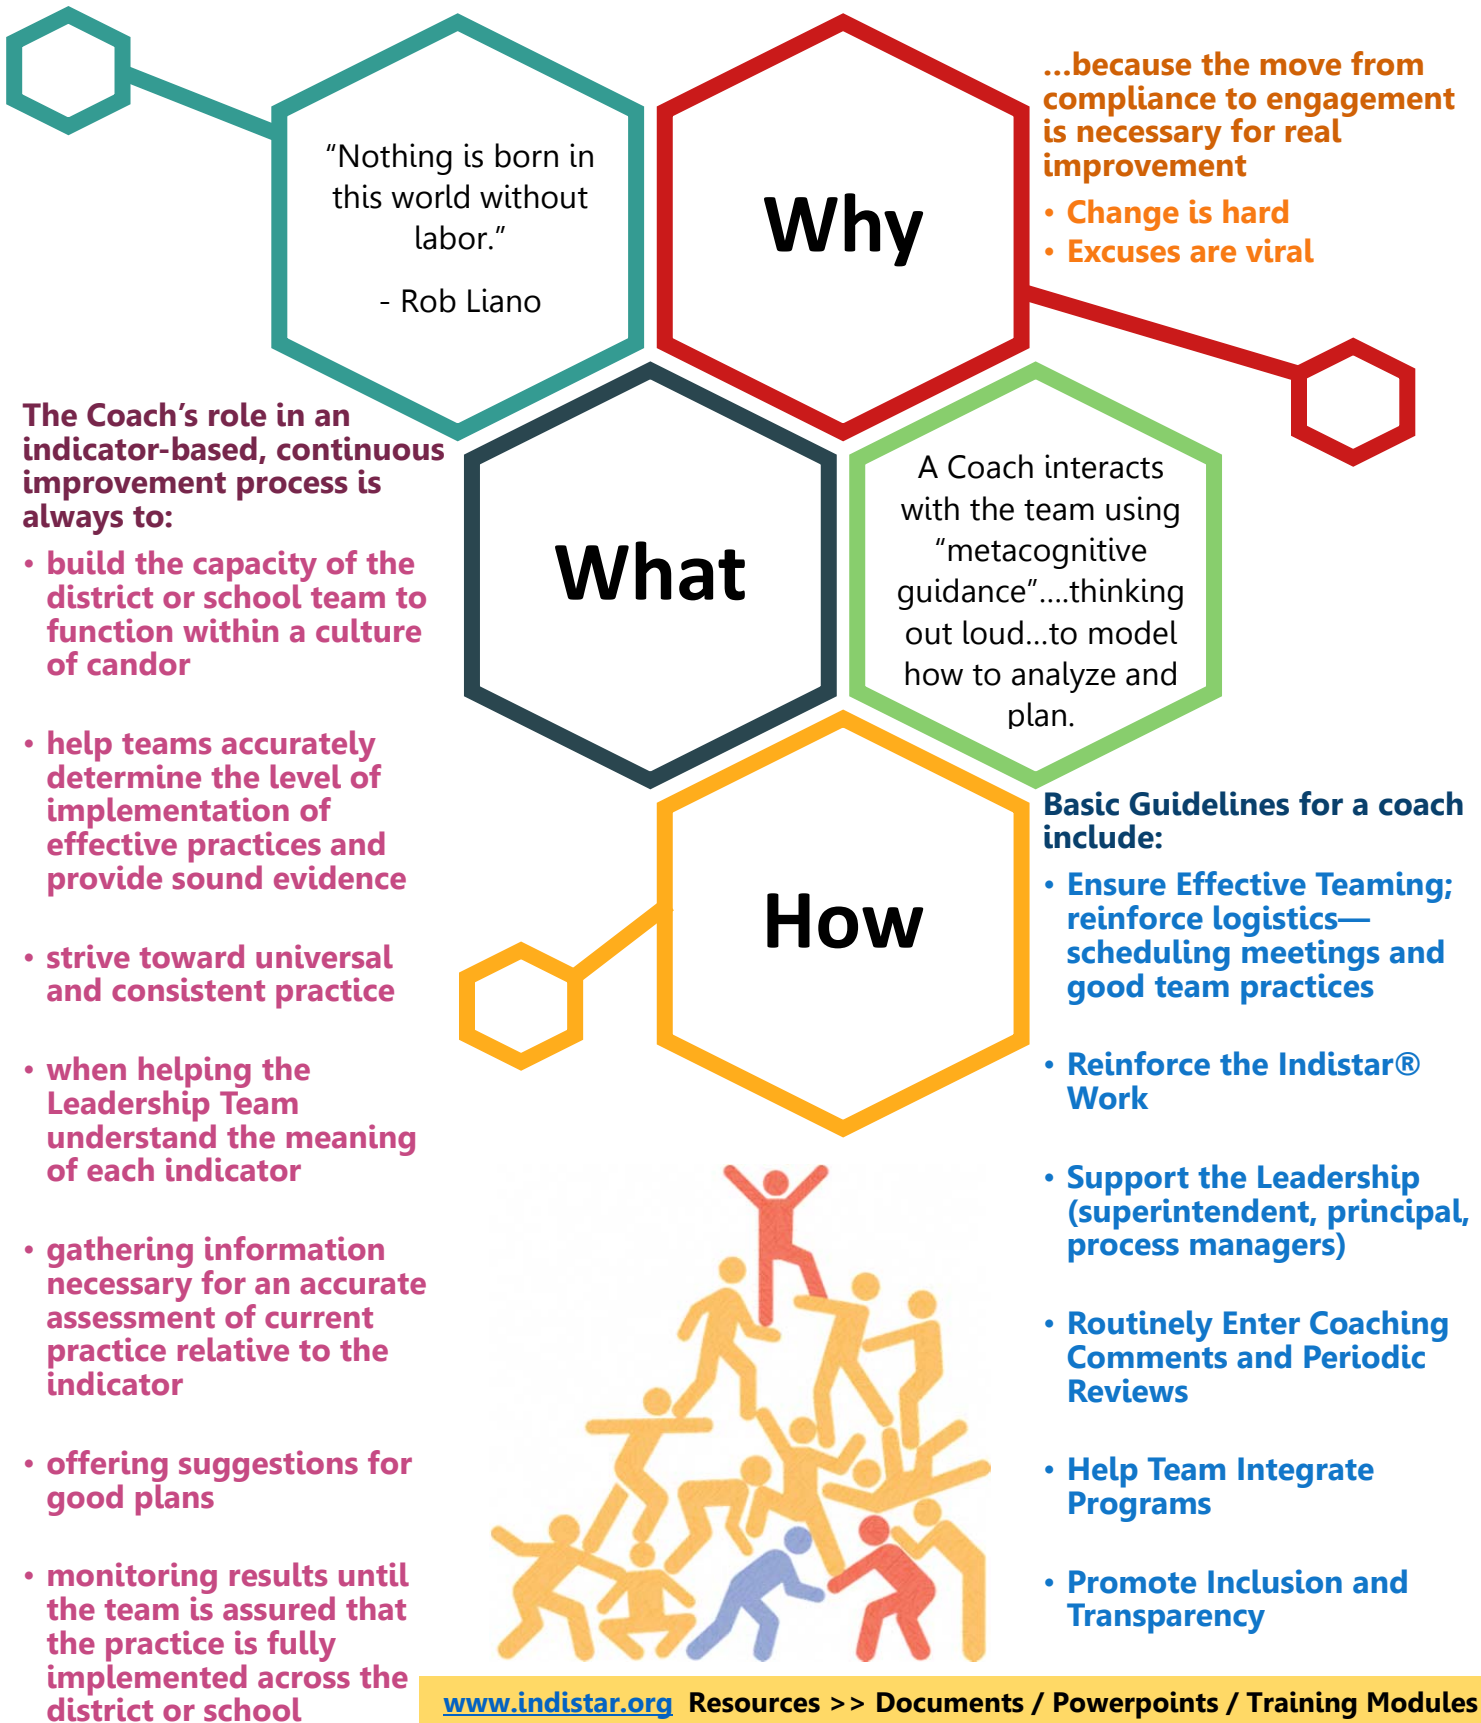 “Nothing is born in
this world without
labor.”
- Rob Liano
Why
…because the move from
compliance to engagement
is necessary for real
improvement
• Change is hard
• Excuses are viral
The Coach’s role in an
indicator-based, continuous
improvement process is
always to:
• build the capacity of the
district or school team to
function within a culture
of candor
• help teams accurately
determine the level of
implementation of
effective practices and
provide sound evidence
• strive toward universal
and consistent practice
• when helping the
Leadership Team
understand the meaning
of each indicator
• gathering information
necessary for an accurate
assessment of current
practice relative to the
indicator
• offering suggestions for
good plans
• monitoring results until
the team is assured that
the practice is fully
implemented across the
district or school
What
A Coach interacts
with the team using
“metacognitive
guidance”….thinking
out loud…to model
how to analyze and
plan.
How
Basic Guidelines for a coach
include:
• Ensure Effective Teaming;
reinforce logistics—
scheduling meetings and
good team practices
• Reinforce the Indistar®
Work
• Support the Leadership
(superintendent, principal,
process managers)
• Routinely Enter Coaching
Comments and Periodic
Reviews
• Help Team Integrate
Programs
• Promote Inclusion and
Transparency
www.indistar.org Resources >> Documents / Powerpoints / Training Modules